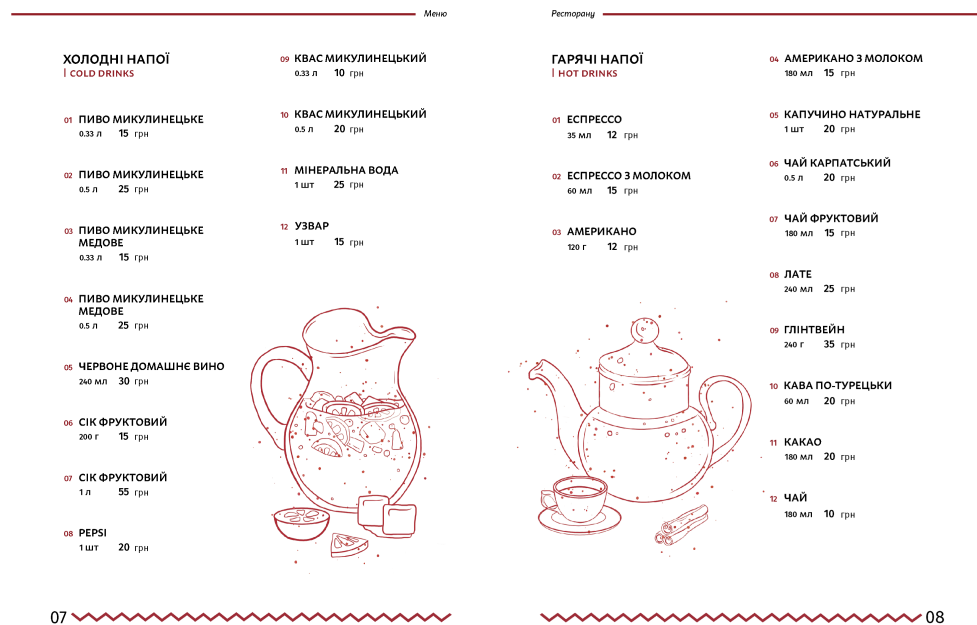 Меню
ХОЛОДНІ НАПОЇ
| COLD DRINKS
01 ПИВО МИКУЛИНЕЦЬКЕ
0.33 л 15 грн
02 ПИВО МИКУЛИНЕЦЬКЕ
0.5 л 25 грн
03 ПИВО МИКУЛИНЕЦЬКЕ
МЕДОВЕ
0.33 л 15 грн
04 ПИВО МИКУЛИНЕЦЬКЕ
МЕДОВЕ
0.5 л 25 грн
05 ЧЕРВОНЕ ДОМАШНЄ ВИНО
240 мл 30 грн
06 СІК ФРУКТОВИЙ
200 г 15 грн
07 СІК ФРУКТОВИЙ
1 л 55 грн
08 PEPSI
1 шт 20 грн
09 КВАС МИКУЛИНЕЦЬКИЙ
0.33 л 10 грн
10 КВАС МИКУЛИНЕЦЬКИЙ
0.5 л 20 грн
11 МІНЕРАЛЬНА ВОДА
1 шт 25 грн
12 УЗВАР
1 шт 15 грн
07
Ресторану
ГАРЯЧІ НАПОЇ
| HOT DRINKS
01 ЕСПРЕССО
35 мл 12 грн
02 ЕСПРЕССО З МОЛОКОМ
60 мл 15 грн
03 АМЕРИКАНО
120 г 12 грн
04 АМЕРИКАНО З МОЛОКОМ
180 мл 15 грн
05 КАПУЧИНО НАТУРАЛЬНЕ
1 шт 20 грн
06 ЧАЙ КАРПАТСЬКИЙ
0.5 л 20 грн
07 ЧАЙ ФРУКТОВИЙ
180 мл 15 грн
08 ЛАТЕ
240 мл 25 грн
09 ГЛІНТВЕЙН
240 г 35 грн
10 КАВА ПО-ТУРЕЦЬКИ
60 мл 20 грн
11 КАКАО
180 мл 20 грн
12 ЧАЙ
180 мл 10 грн
08